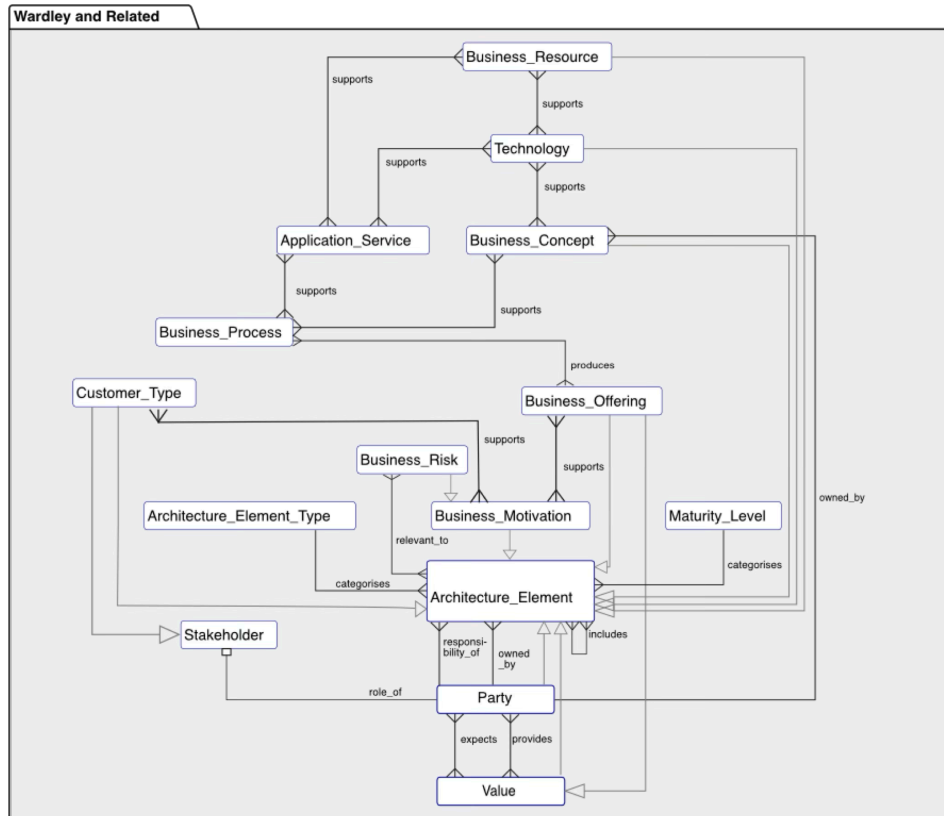 Wardley and Related
Business_Resource
supports
supports
Technology
supports
supports
Application_Service
Business_Concept
supports
supports
Business_Process
produces
Customer_Type
Business_Offering
supports
Business_Risk
supports
owned_by
Architecture_Element_Type
Business_Motivation
Maturity_Level
relevant_to
categorises
categorises
Architecture_Element
Stakeholder
includes
responsi-
bility_of
owned
_by
role_of
Party
expects
provides
Value